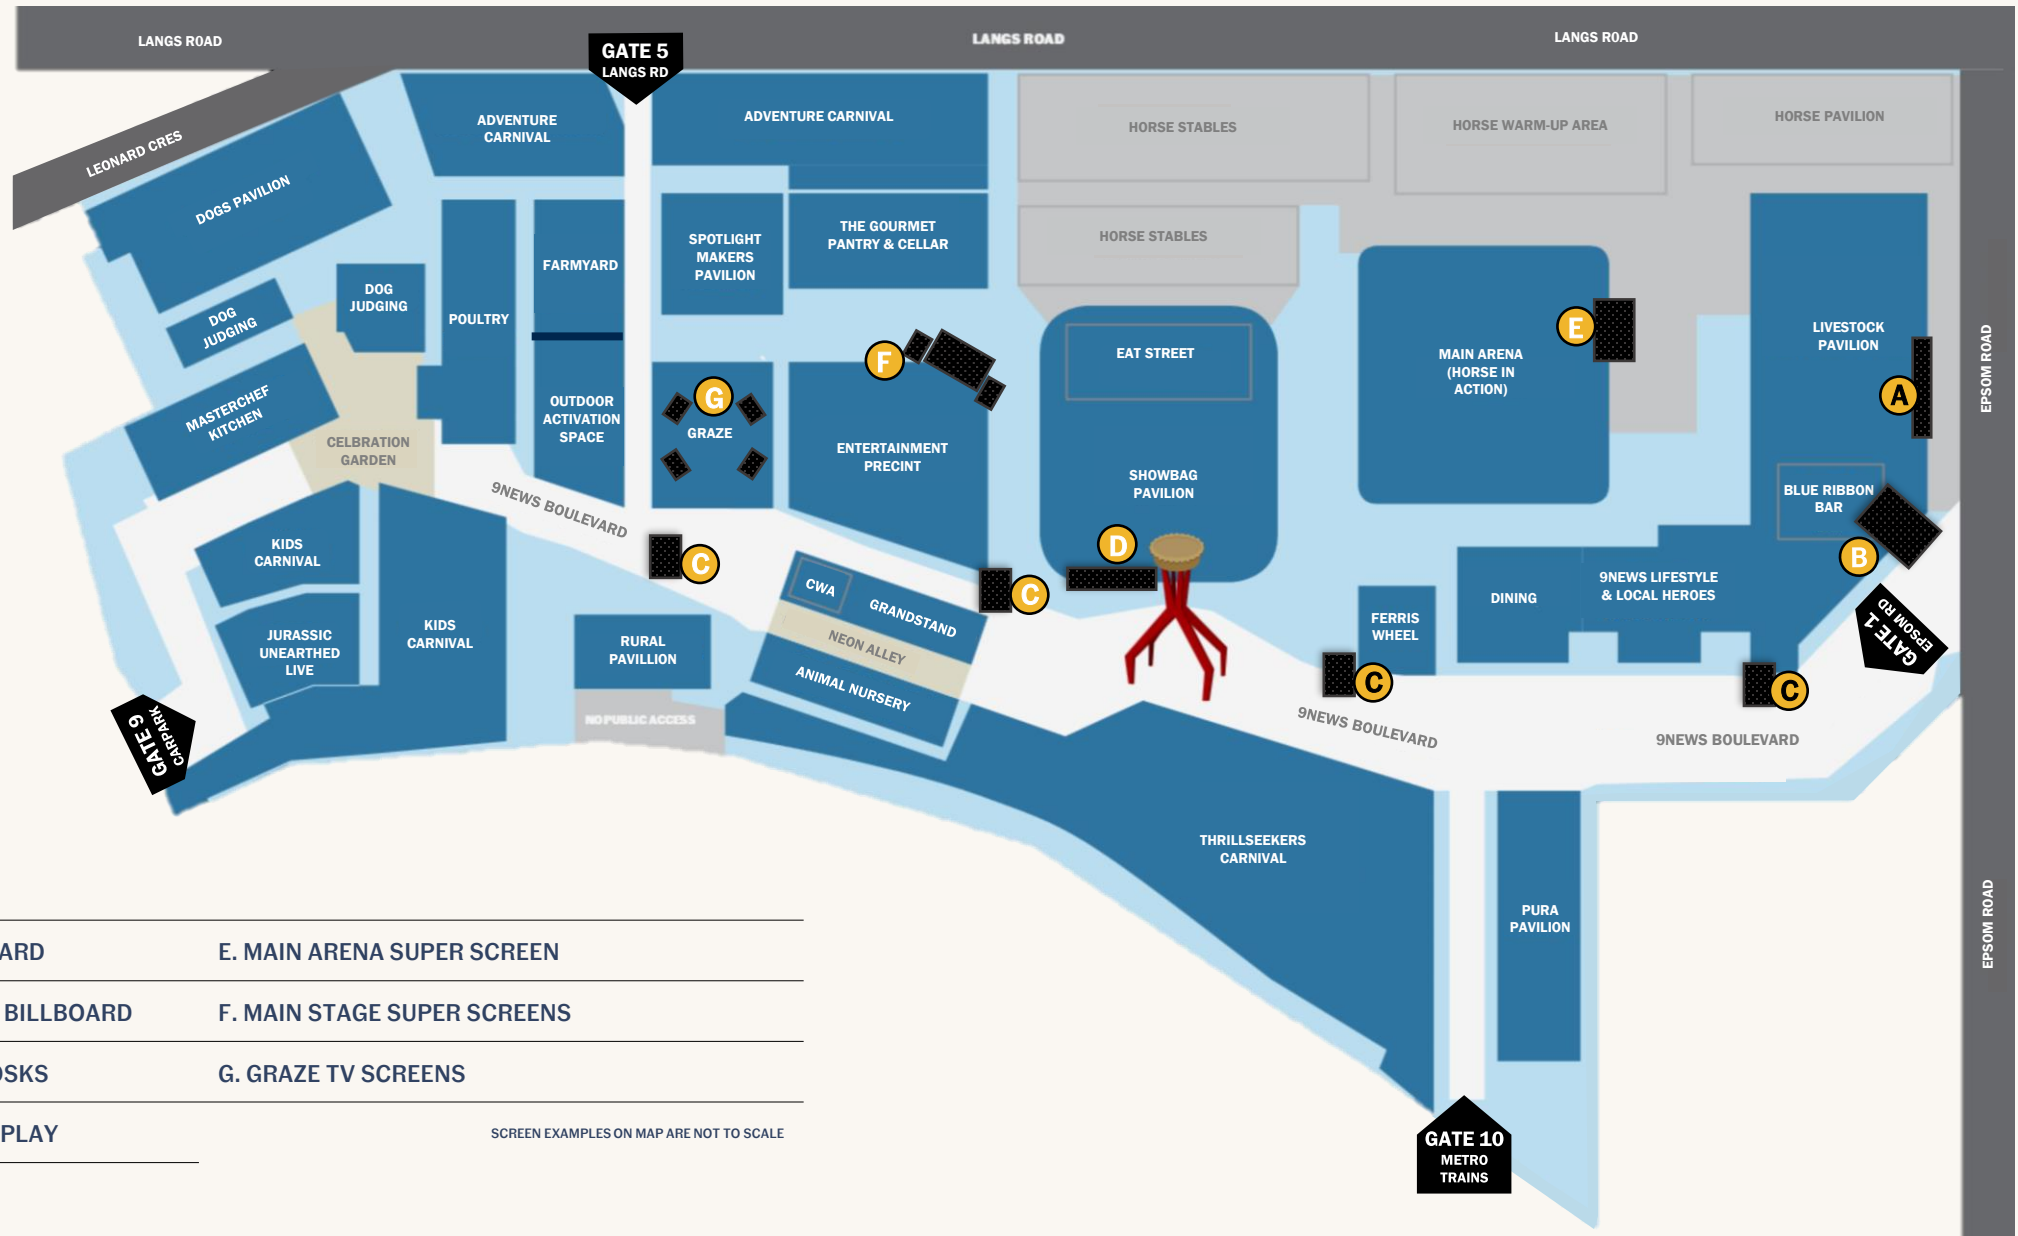 LANGS ROAD
LANGS ROAD
LANGS ROAD
GATE 5
LANGS RD
LEONARD CRES
ADVENTURE
CARNIVAL
ADVENTURE CARNIVAL
HORSE STABLES
HORSE WARM-UP AREA
HORSE PAVILION
DOGS PAVILION
SPOTLIGHT
MAKERS
PAVILION
THE GOURMET
PANTRY & CELLAR
HORSE STABLES
FARMYARD
DOG
JUDGING
DOG
JUDGING
POULTRY
E
LIVESTOCK
PAVILION
EPSOM ROAD
F
EAT STREET
MAIN ARENA
(HORSE IN
ACTION)
A
G
GRAZE
MASTERCHEF
KITCHEN
OUTDOOR
ACTIVATION
SPACE
CELBRATION
GARDEN
ENTERTAINMENT
PRECINT
SHOWBAG
PAVILION
BLUE RIBBON
BAR
9NEWS BOULEVARD
B
KIDS
CARNIVAL
C
D
C
CWA
GRANDSTAND
NEON ALLEY
ANIMAL NURSERY
9NEWS LIFESTYLE
& LOCAL HEROES
DINING
FERRIS
WHEEL
GATE 1
EPSOM RD
JURASSIC
UNEARTHED
LIVE
KIDS
CARNIVAL
RURAL
PAVILLION
C
C
NO PUBLIC ACCESS
GATE 9
CARPARK
9NEWS BOULEVARD
9NEWS BOULEVARD
THRILLSEEKERS
CARNIVAL
PURA
PAVILION
EPSOM ROAD
ARD
E. MAIN ARENA SUPER SCREEN
BILLBOARD
F. MAIN STAGE SUPER SCREENS
OSKS
G. GRAZE TV SCREENS
PLAY
SCREEN EXAMPLES ON MAP ARE NOT TO SCALE
GATE 10
METRO
TRAINS